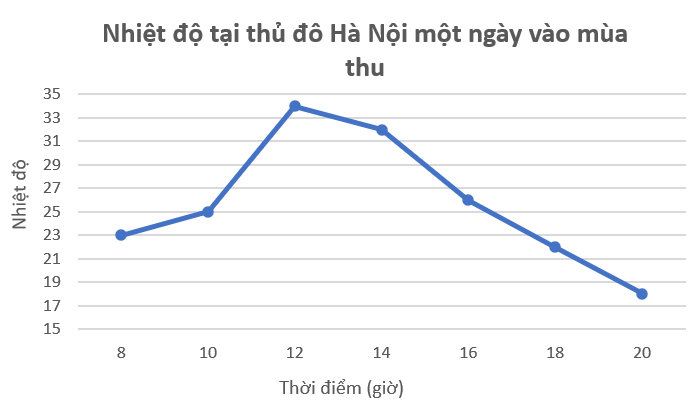 Nhiệt độ tại thủ đô Hà Nội một ngày vào mùa
thu
35
33
31
29
27
25
23
21
19
17
15
Nhiệt độ
8 10 12 14 16 18 20
Thời điểm (giờ)